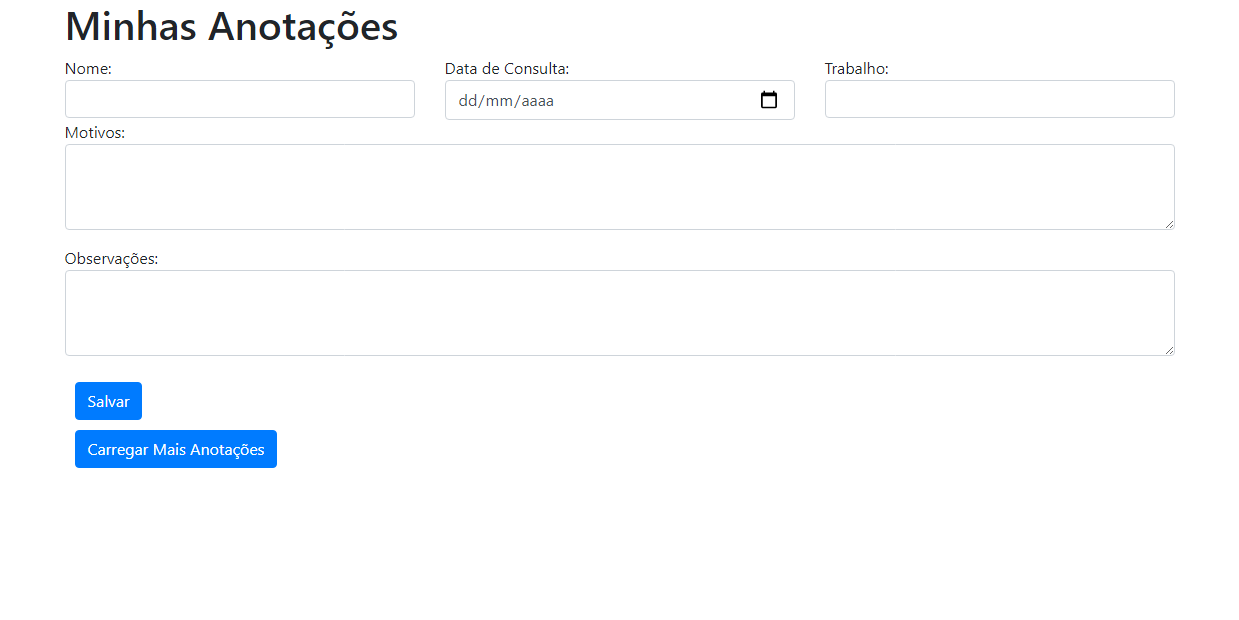 Minhas Anotações
Nome: Data de Consulta: Trabalho:
dd/mm/aaaa
Motivos:
Observações:
Salvar
Carregar Mais Anotações